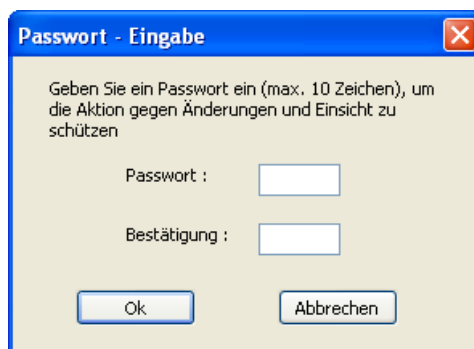 Passwort - Eingabe
Geben Sie ein Passwort ein (max. 10 Zeichen), um
die Aktion gegen Änderungen und Einsicht zu
schützen
Passwort :
Bestätigung :
Ok Abbrechen